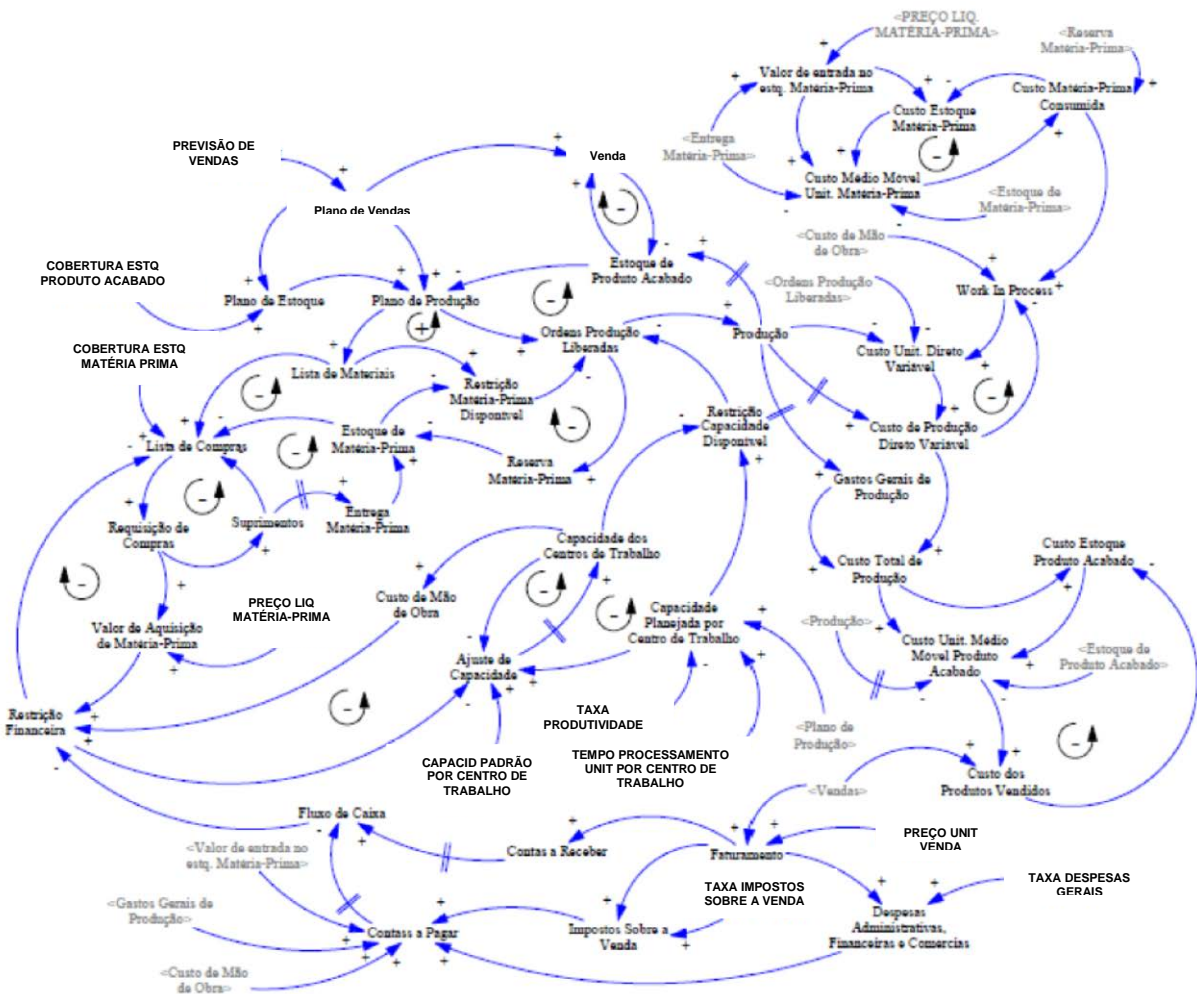 <PREÇO LIQ.
MATÉRIA-PRIMA>
<Reserva
Matéria-Prima>
Valor de entrada no
estq. Matéria-Prima
Custo Estoque
Matéria-Prima
Custo Matéria-Prima
Consumida
<Entrega
Matéria-Prima>
Custo Médio Móvel
Unit. Matéria-Prima
<Estoque de
Matéria-Prima>
PREVISÃO DE
VENDAS
Venda
Plano de Vendas
<Custo de Mão
de Obra>
COBERTURA ESTQ
PRODUTO ACABADO
Plano de Estoque
Plano de Produção
Estoque de
Produto Acabado
<Ordens Produção
Liberadas>
Work In Process
Ordens Produção
Liberadas
Produção
Custo Unit. Direto
Variável
COBERTURA ESTQ
MATÉRIA PRIMA
Lista de Materiais
Restrição
Matéria-Prima
Disponível
Restrição
Capacidade
Disponível
Custo de Produção
Direto Variável
Lista de Compras
Estoque de
Matéria-Prima
Reserva
Matéria-Prima
Gastos Gerais de
Produção
Requisição de
Compras
Suprimentos
Entrega
Matéria-Prima
Capacidade dos
Centros de Trabalho
Custo Total de
Produção
Custo Estoque
Produto Acabado
Custo de Mão
de Obra
PREÇO LIQ
MATÉRIA-PRIMA
Valor de Aquisição
de Matéria-Prima
Capacidade
Planejada por
Centro de Trabalho
<Produção>
Custo Unit. Médio
Móvel Produto
Acabado
<Estoque de
Produto Acabado>
Ajuste de
Capacidade
Restrição
Financeira
TAXA
PRODUTIVIDADE
<Plano de
Produção>
CAPACID PADRÃO
POR CENTRO DE
TRABALHO
TEMPO PROCESSAMENTO
UNIT POR CENTRO DE
TRABALHO
<Vendas>
Custo dos
Produtos Vendidos
Fluxo de Caixa
<Valor de entrada no
estq. Matéria-Prima>
Contas a Receber
Faturamento
PREÇO UNIT
VENDA
TAXA IMPOSTOS
SOBRE A VENDA
TAXA DESPESAS
GERAIS
<Gastos Gerais de
Produção>
Contass a Pagar
Impostos Sobre a
Venda
Despesas
Administrativas,
Financeiras e Comercias
<Custo de Mão
de Obra>